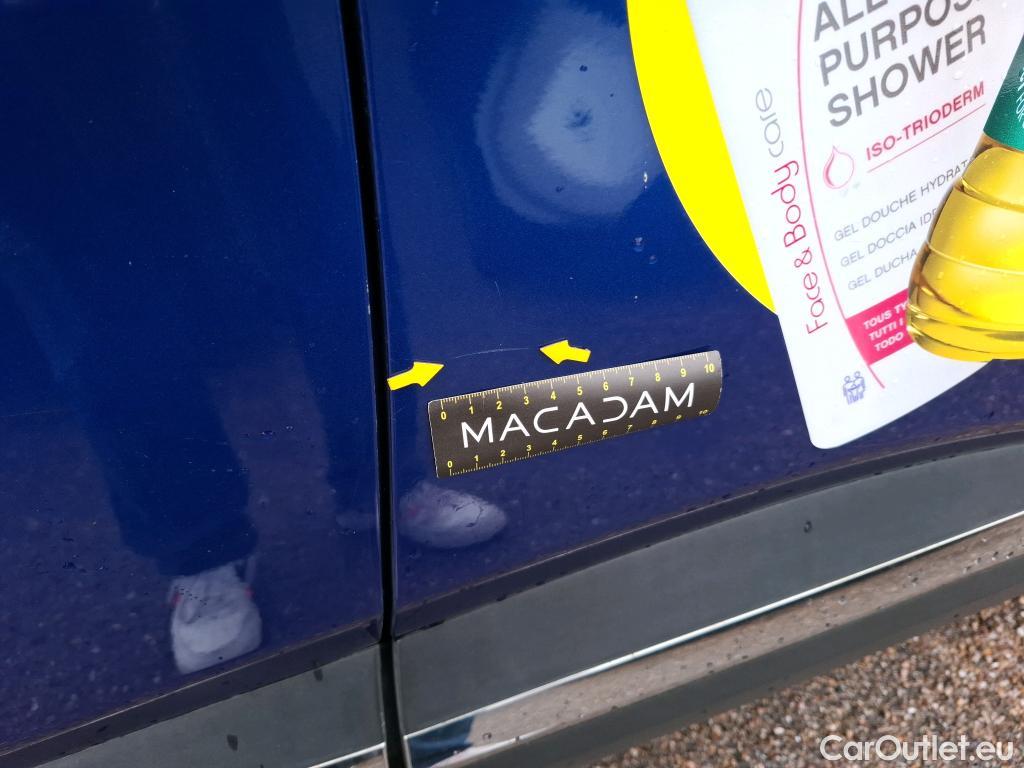 ALL
PURPOSE
SHOWER
ISO-TRIODERM
Face & Body care
GEL DOUCHE HYDRAT
GEL DOCCIA
GEL DUCHA
TOUS
TUTTI I
TODO
0 1 2 3 4 5 6 7 8 9 10
MACADAM
0 1 2 3 4 5 6 7 8 9 10
CarOutlet.eu